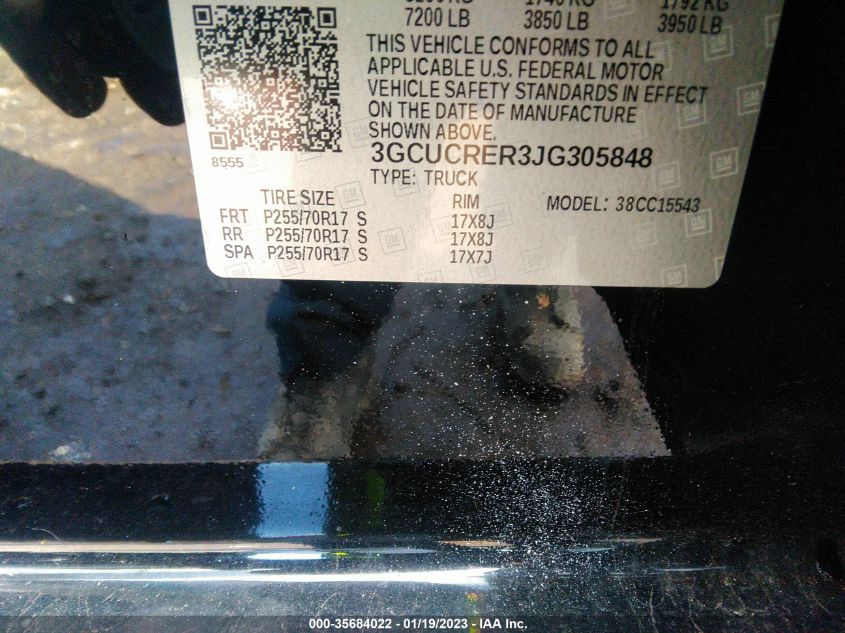 7200 LB 3850 LB 3950 LB
THIS VEHICLE CONFORMS TO ALL
APPLICABLE U.S. FEDERAL MOTOR
VEHICLE SAFETY STANDARDS IN EFFECT
ON THE DATE OF MANUFACTURE
SHOWN ABOVE.
8555
3GCUCRER3JG305848
TYPE: TRUCK
TIRE SIZE RIM MODEL: 38CC15543
FRT P255/70R17 S 17X8J
RR P255/70R17 S 17X8J
SPA P255/70R17 S 17X7J
GM
000-35684022 - 01/19/2023 - IAA Inc.